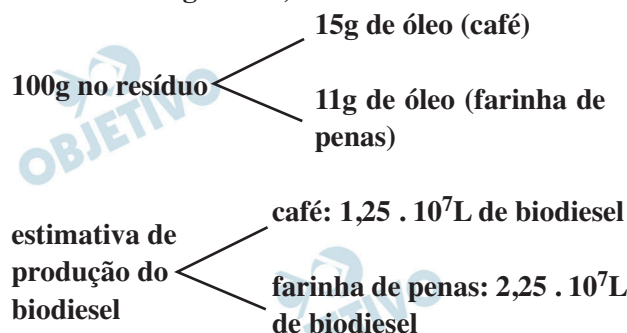 15g de óleo (café)
100g no resíduo
11g de óleo (farinha de
penas)
OBJETIVO
café: 1,25 . 10⁷L de biodiesel
estimativa de
produção do
biodiesel
farinha de penas: 2,25 . 10⁷L
de biodiesel
OBJETIVO